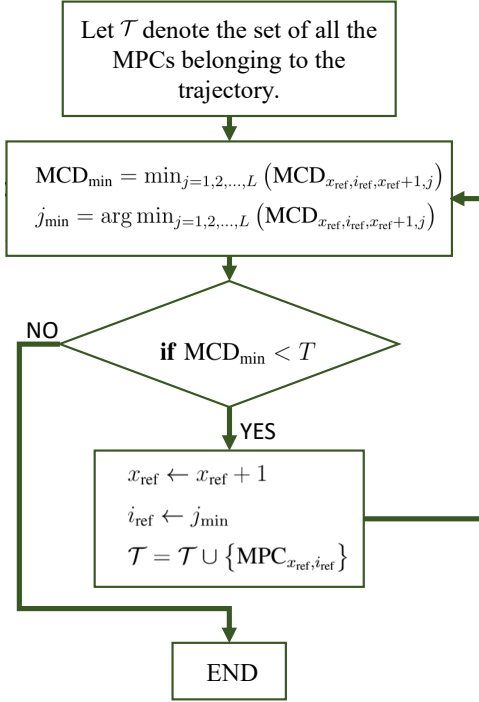 Let 𝒯 denote the set of all the
MPCs belonging to the
trajectory.
MCD_min = min_{j=1,2,...,L} (MCD_{x_ref,i_ref,x_ref+1,j})
j_min = arg min_{j=1,2,...,L} (MCD_{x_ref,i_ref,x_ref+1,j})
NO
if MCD_min < T
YES
x_ref ← x_ref + 1
i_ref ← j_min
𝒯 = 𝒯 ∪ {MPC_{x_ref,i_ref}}
END